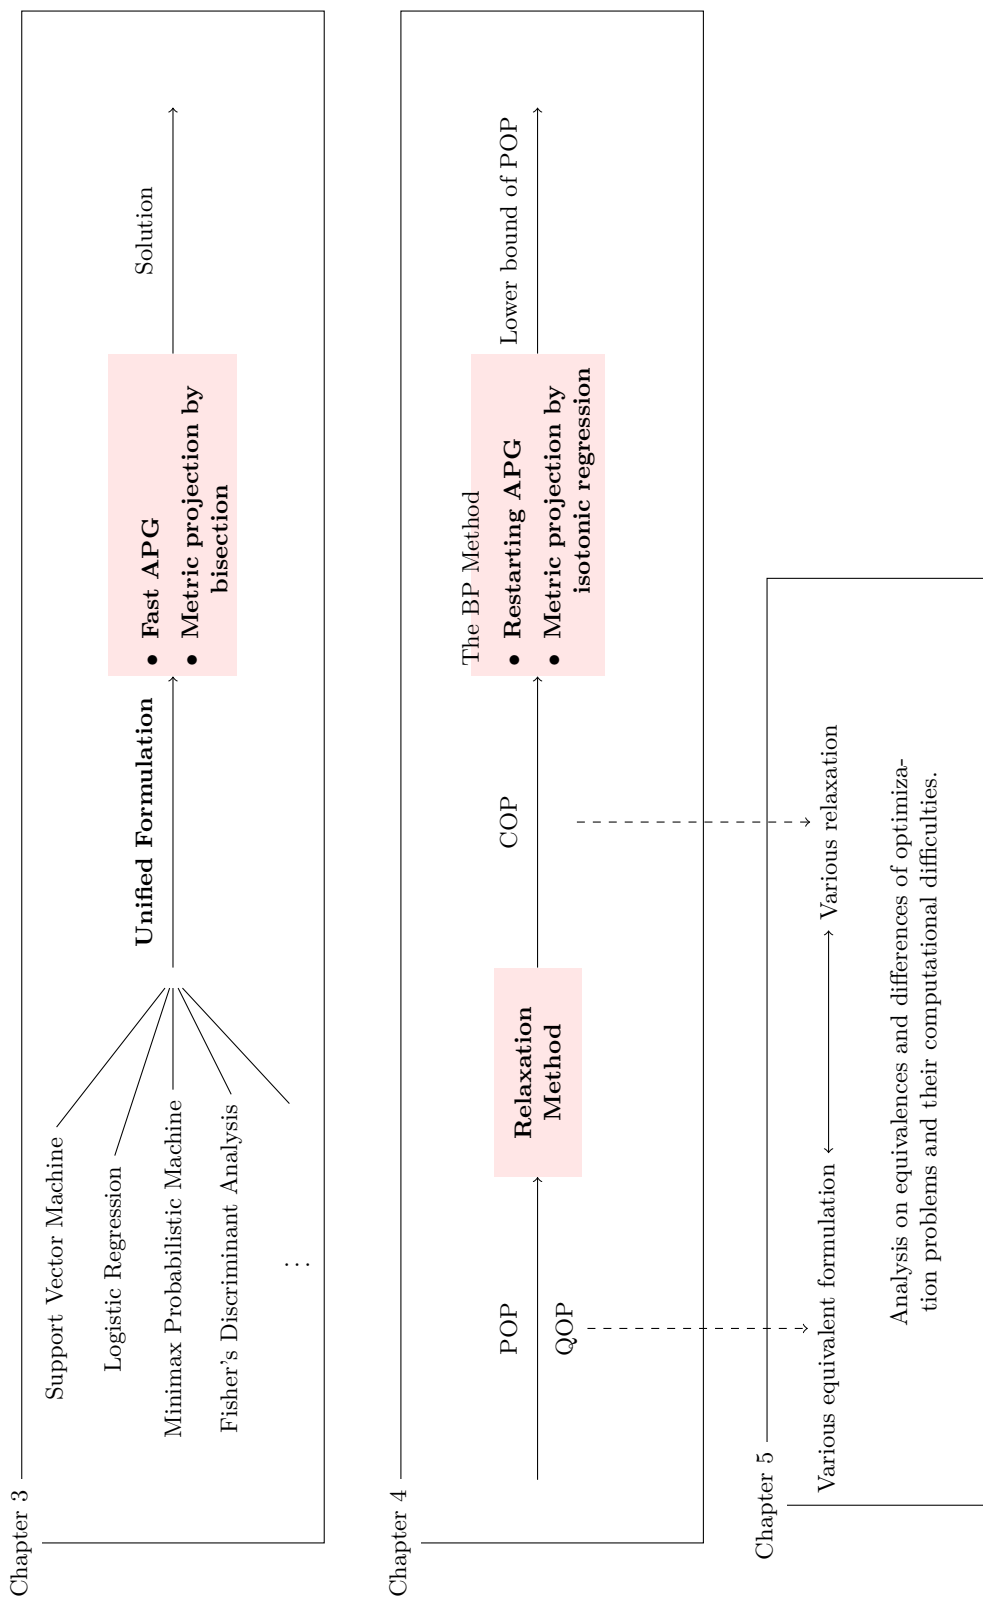 Chapter 3
Support Vector Machine
Logistic Regression
Minimax Probabilistic Machine
Fisher's Discriminant Analysis
⋮
Unified Formulation
• Fast APG
• Metric projection by
bisection
Solution
Chapter 4
POP
QOP
Relaxation
Method
COP
The BP Method
• Restarting APG
• Metric projection by
isotonic regression
Lower bound of POP
Chapter 5
Various equivalent formulation
Various relaxation
Analysis on equivalences and differences of optimiza-
tion problems and their computational difficulties.